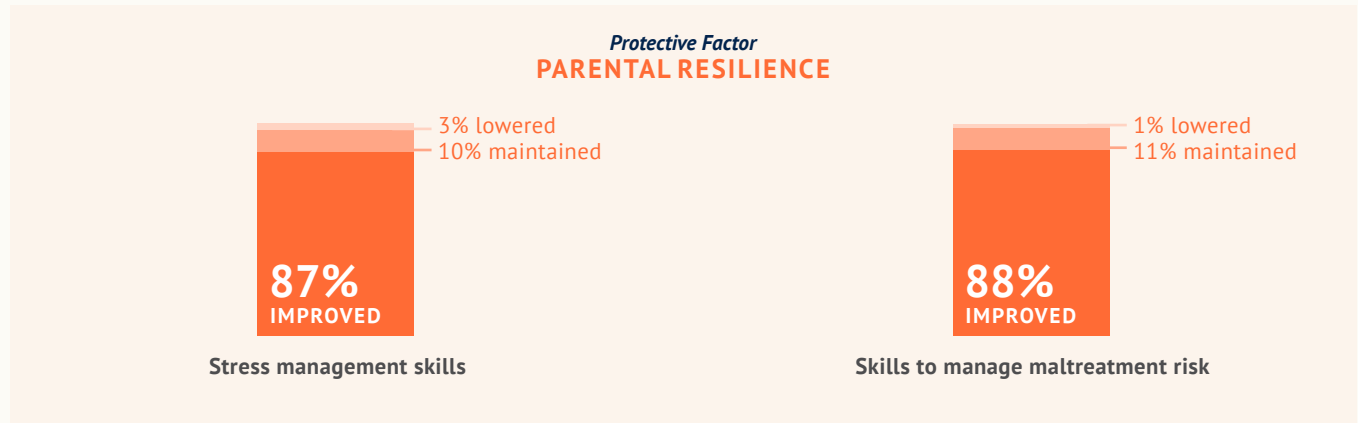 Protective Factor
PARENTAL RESILIENCE
3% lowered
10% maintained
87%
IMPROVED
Stress management skills
1% lowered
11% maintained
88%
IMPROVED
Skills to manage maltreatment risk